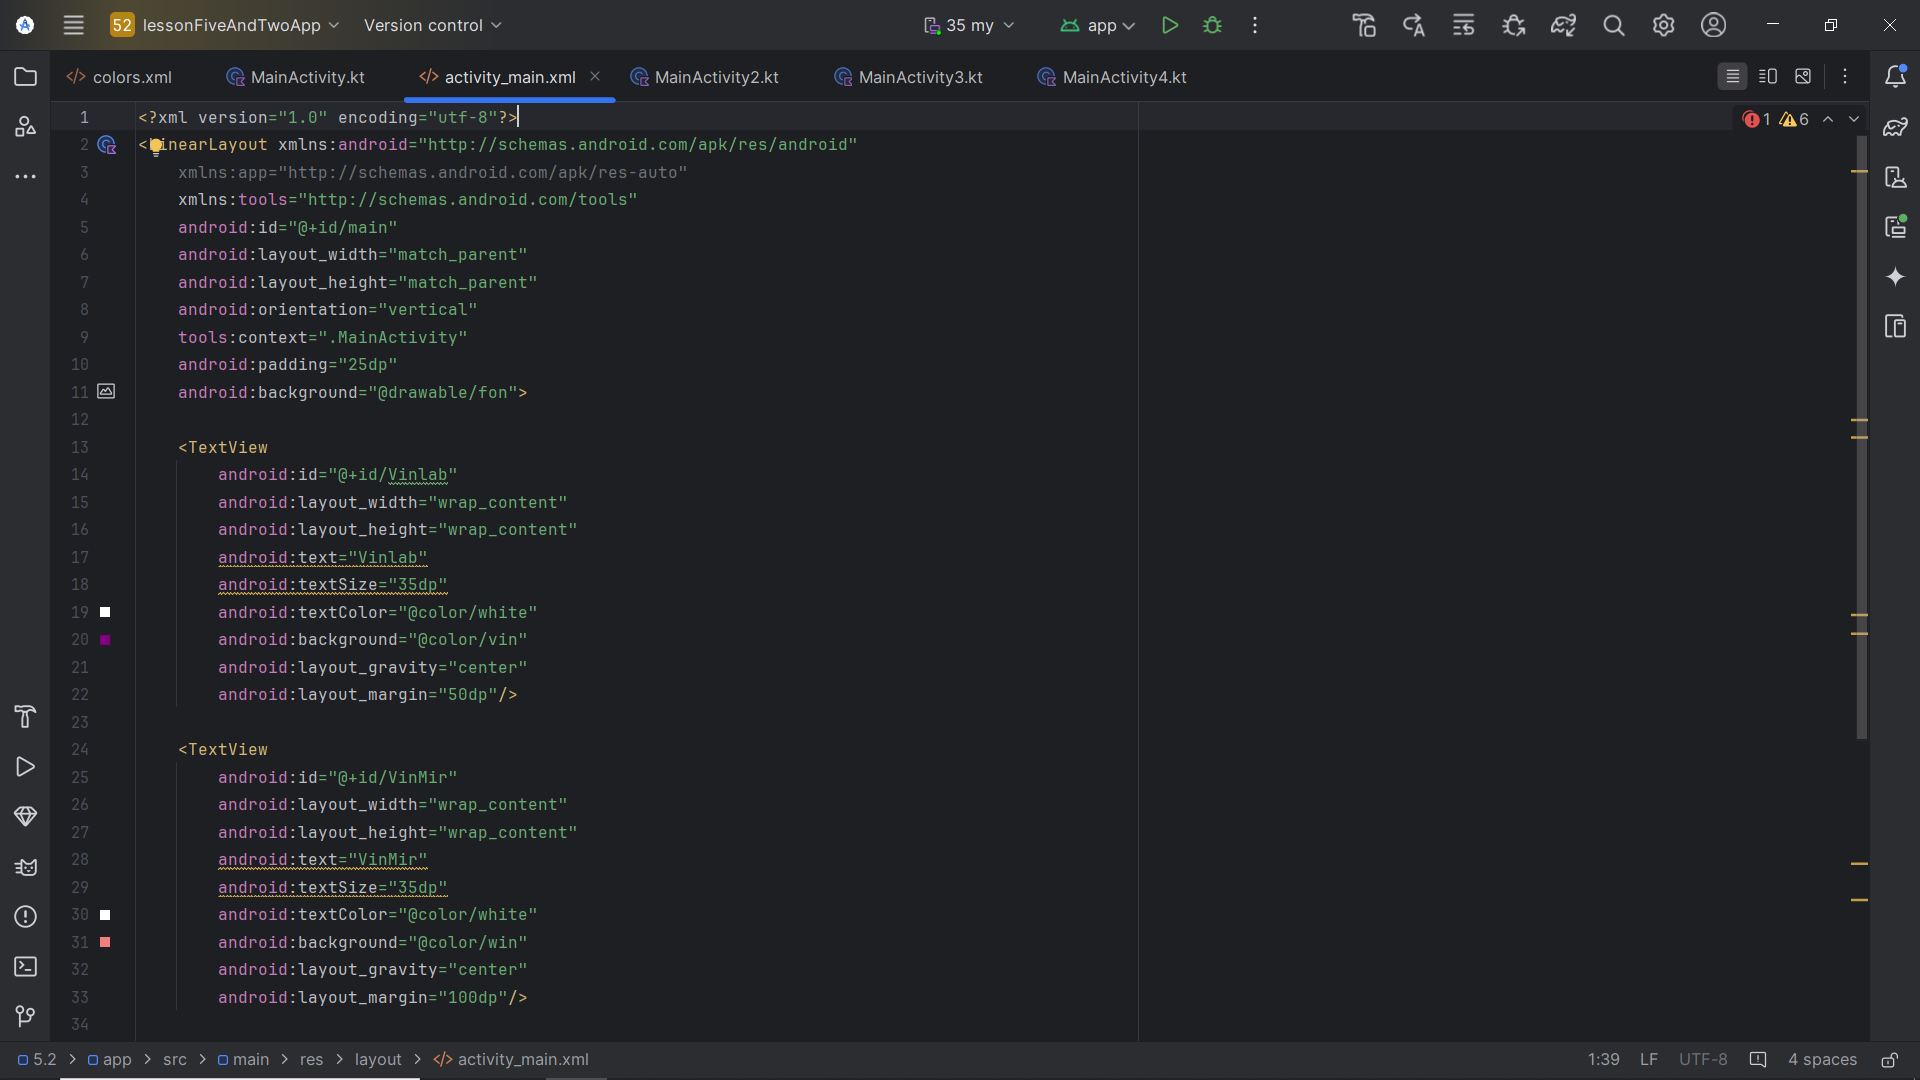 52 lessonFiveAndTwoApp Version control 35 my app
colors.xml MainActivity.kt activity_main.xml MainActivity2.kt MainActivity3.kt MainActivity4.kt
1 <?xml version="1.0" encoding="utf-8"?> 1 6
2 <LinearLayout xmlns:android="http://schemas.android.com/apk/res/android"
3 xmlns:app="http://schemas.android.com/apk/res-auto"
4 xmlns:tools="http://schemas.android.com/tools"
5 android:id="@+id/main"
6 android:layout_width="match_parent"
7 android:layout_height="match_parent"
8 android:orientation="vertical"
9 tools:context=".MainActivity"
10 android:padding="25dp"
11 android:background="@drawable/fon">
12
13 <TextView
14 android:id="@+id/Vinlab"
15 android:layout_width="wrap_content"
16 android:layout_height="wrap_content"
17 android:text="Vinlab"
18 android:textSize="35dp"
19 android:textColor="@color/white"
20 android:background="@color/vin"
21 android:layout_gravity="center"
22 android:layout_margin="50dp"/>
23
24 <TextView
25 android:id="@+id/VinMir"
26 android:layout_width="wrap_content"
27 android:layout_height="wrap_content"
28 android:text="VinMir"
29 android:textSize="35dp"
30 android:textColor="@color/white"
31 android:background="@color/win"
32 android:layout_gravity="center"
33 android:layout_margin="100dp"/>
34
5.2 > app > src > main > res > layout > activity_main.xml 1:39 LF UTF-8 4 spaces